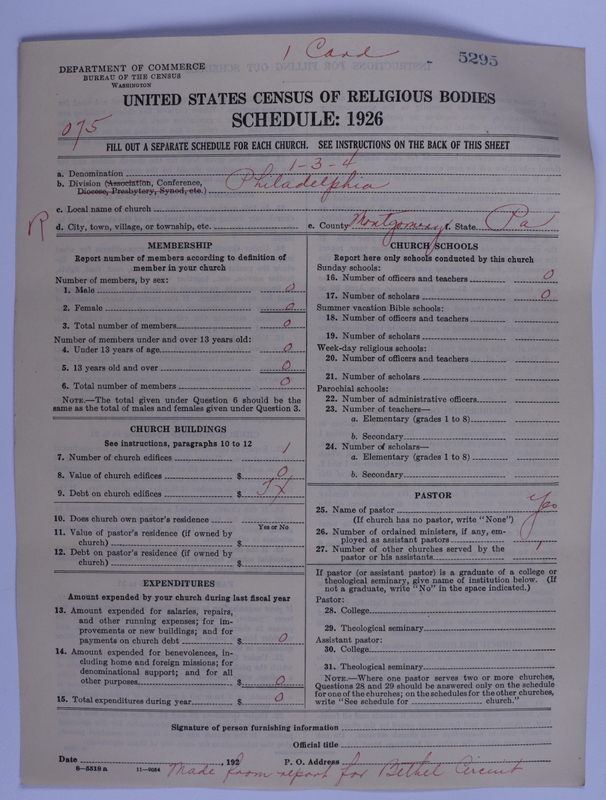 1 Card
5295
DEPARTMENT OF COMMERCE
BUREAU OF THE CENSUS
WASHINGTON
UNITED STATES CENSUS OF RELIGIOUS BODIES
SCHEDULE: 1926
075
FILL OUT A SEPARATE SCHEDULE FOR EACH CHURCH. SEE INSTRUCTIONS ON THE BACK OF THIS SHEET
a. Denomination 1-3-4
b. Division (Association, Conference, Diocese, Presbytery, Synod, etc.) Philadelphia
c. Local name of church
R
d. City, town, village, or township, etc. e. County Montgomery f. State Pa
MEMBERSHIP
Report number of members according to definition of
member in your church
Number of members, by sex:
1. Male 0
2. Female 0
3. Total number of members 0
Number of members under and over 13 years old:
4. Under 13 years of age 0
5. 13 years old and over 0
6. Total number of members 0
NOTE.—The total given under Question 6 should be the
same as the total of males and females given under Question 3.
CHURCH BUILDINGS
See instructions, paragraphs 10 to 12
7. Number of church edifices 1
8. Value of church edifices $ 0
9. Debt on church edifices $
10. Does church own pastor's residence
Yes or No
11. Value of pastor's residence (if owned by
church) $
12. Debt on pastor's residence (if owned by
church) $
EXPENDITURES
Amount expended by your church during last fiscal year
13. Amount expended for salaries, repairs,
and other running expenses; for im-
provements or new buildings; and for
payments on church debt $ 0
14. Amount expended for benevolences, in-
cluding home and foreign missions; for
denominational support; and for all
other purposes $ 0
15. Total expenditures during year $ 0
CHURCH SCHOOLS
Report here only schools conducted by this church
Sunday schools:
16. Number of officers and teachers 0
17. Number of scholars 0
Summer vacation Bible schools:
18. Number of officers and teachers
19. Number of scholars
Week-day religious schools:
20. Number of officers and teachers
21. Number of scholars
Parochial schools:
22. Number of administrative officers
23. Number of teachers—
a. Elementary (grades 1 to 8)
b. Secondary
24. Number of scholars—
a. Elementary (grades 1 to 8)
b. Secondary
PASTOR
25. Name of pastor yes
(If church has no pastor, write "None")
26. Number of ordained ministers, if any, em-
ployed as assistant pastors
27. Number of other churches served by the
pastor or his assistants 1
If pastor (or assistant pastor) is a graduate of a college or
theological seminary, give name of institution below. (If
not a graduate, write "No" in the space indicated.)
Pastor:
28. College
29. Theological seminary
Assistant pastor:
30. College
31. Theological seminary
NOTE.—Where one pastor serves two or more churches,
Questions 28 and 29 should be answered only on the schedule
for one of the churches; on the schedules for the other churches,
write "See schedule for church."
Signature of person furnishing information
Official title
Date , 192 P. O. Address
8—5518 a 11—9054 Made from report for Bethel Circuit